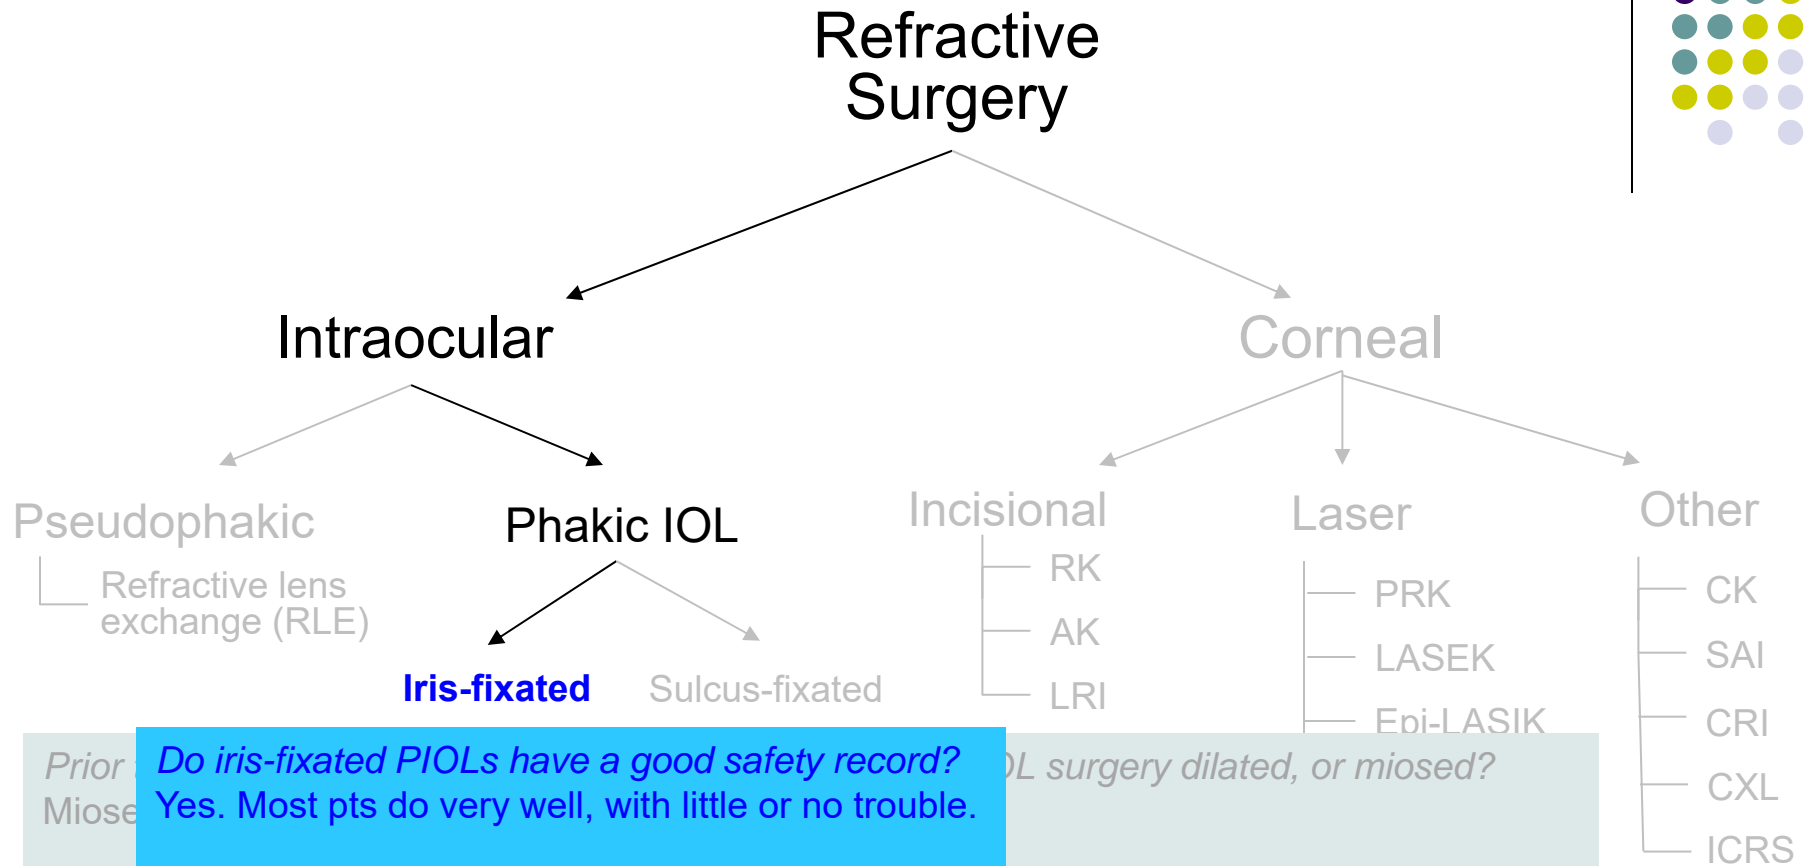 Refractive
Surgery
Intraocular
Corneal
Pseudophakic
Phakic IOL
Incisional
Laser
Other
Refractive lens
exchange (RLE)
RK
AK
LRI
PRK
LASEK
Epi-LASIK
CK
SAI
CRI
CXL
ICRS
Iris-fixated
Sulcus-fixated
Prior
surgery dilated, or miosed?
Do iris-fixated PIOLs have a good safety record?
Yes. Most pts do very well, with little or no trouble.